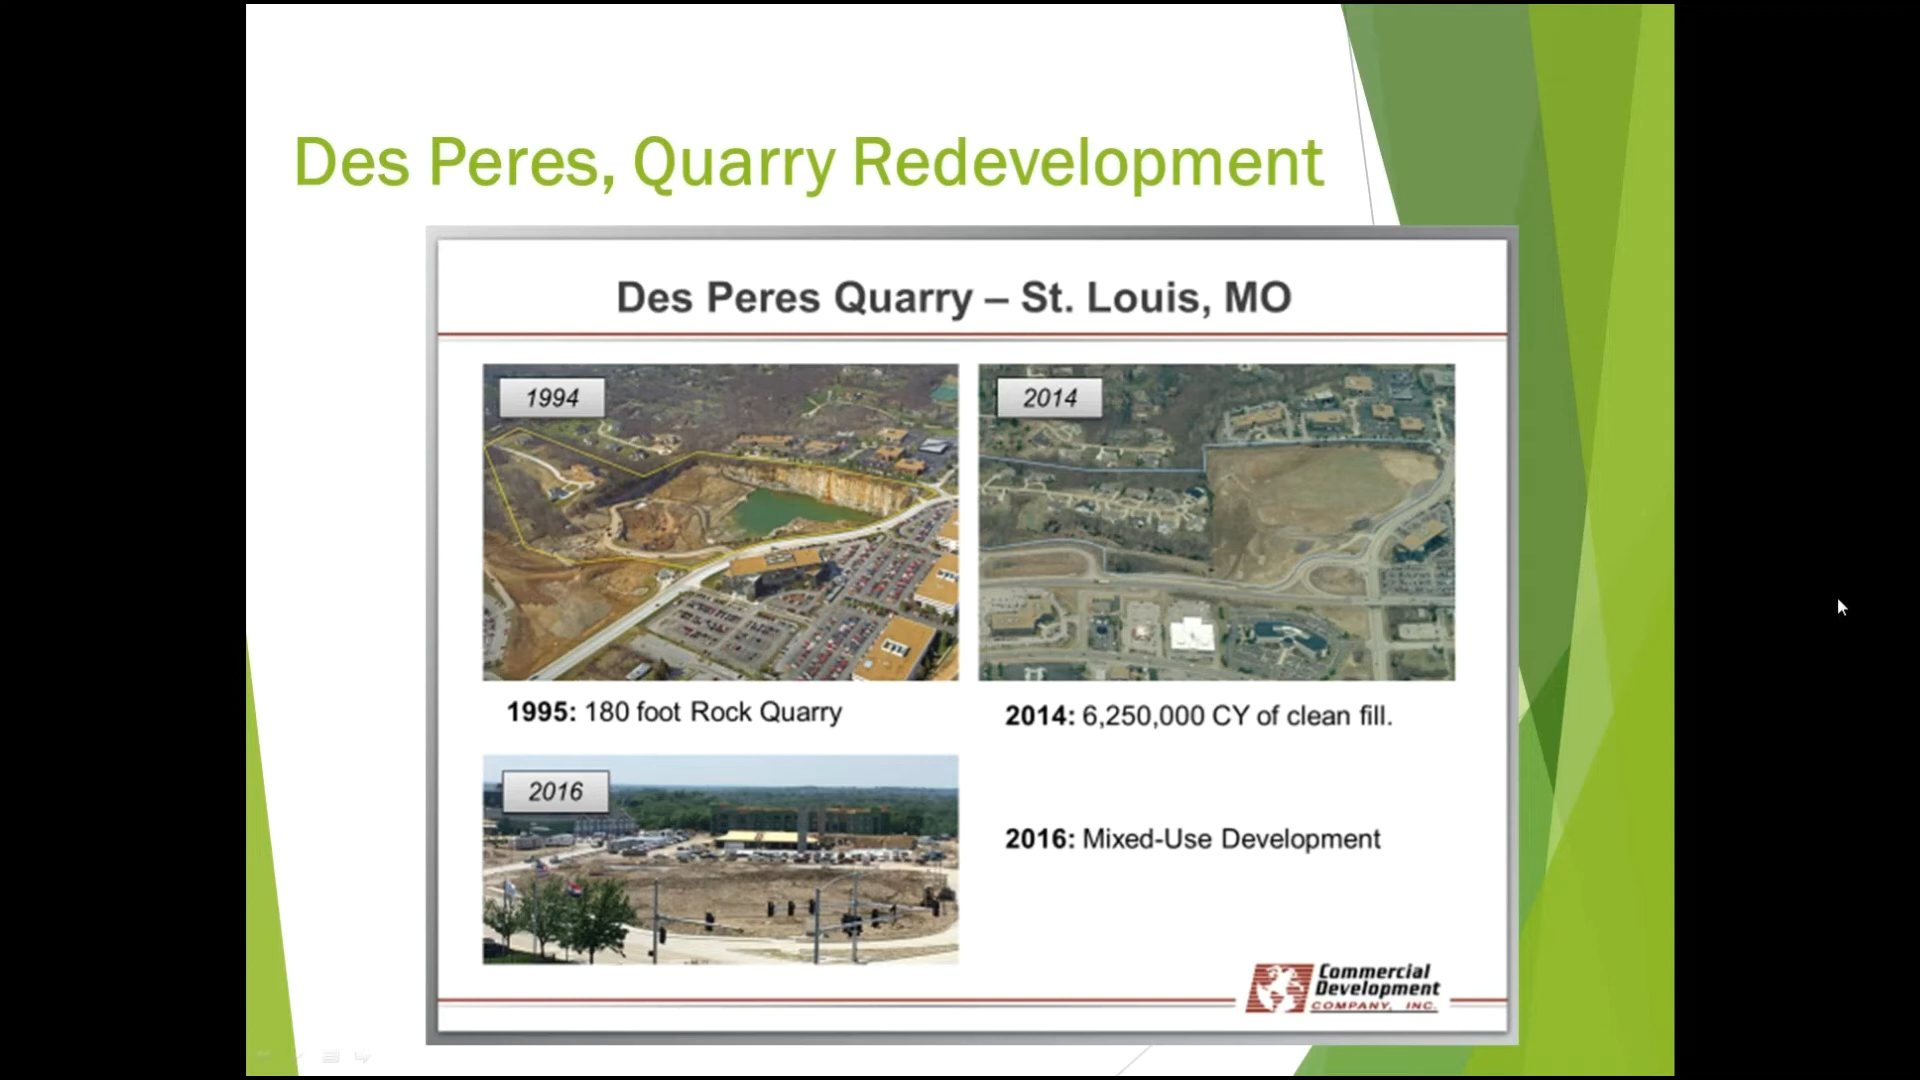 Des Peres, Quarry Redevelopment
Des Peres Quarry – St. Louis, MO
1994
2014
1995: 180 foot Rock Quarry
2014: 6,250,000 CY of clean fill.
2016
2016: Mixed-Use Development
Commercial
Development
COMPANY, INC.